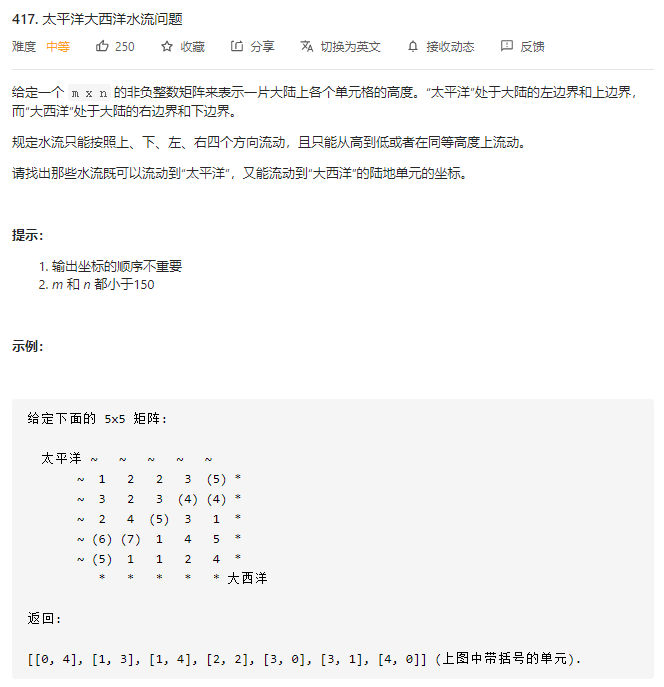 417. 太平洋大西洋水流问题
难度 中等 250 收藏 分享 切换为英文 接收动态 反馈
给定一个 m x n 的非负整数矩阵来表示一片大陆上各个单元格的高度。“太平洋”处于大陆的左边界和上边界，
而“大西洋”处于大陆的右边界和下边界。
规定水流只能按照上、下、左、右四个方向流动，且只能从高到低或者在同等高度上流动。
请找出那些水流既可以流动到“太平洋”，又能流动到“大西洋”的陆地单元的坐标。
提示：
1. 输出坐标的顺序不重要
2. m 和 n 都小于150
示例：
给定下面的 5x5 矩阵:
太平洋 ~ ~ ~ ~ ~
~ 1 2 2 3 (5) *
~ 3 2 3 (4) (4) *
~ 2 4 (5) 3 1 *
~ (6) (7) 1 4 5 *
~ (5) 1 1 2 4 *
* * * * * 大西洋
返回:
[[0, 4], [1, 3], [1, 4], [2, 2], [3, 0], [3, 1], [4, 0]] (上图中带括号的单元).